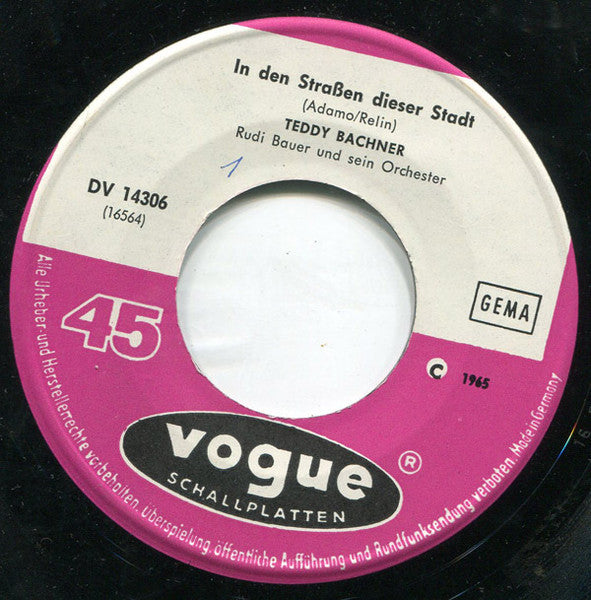 In den Straßen dieser Stadt
(Adamo/Relin)
TEDDY BACHNER
Rudi Bauer und sein Orchester
1
DV 14306
(16564)
GEMA
45
C 1965
vogue ®
SCHALLPLATTEN
Alle Urheber- und Herstellerrechte vorbehalten. Überspielung, öffentliche Aufführung und Rundfunksendung verboten. Made in Germany